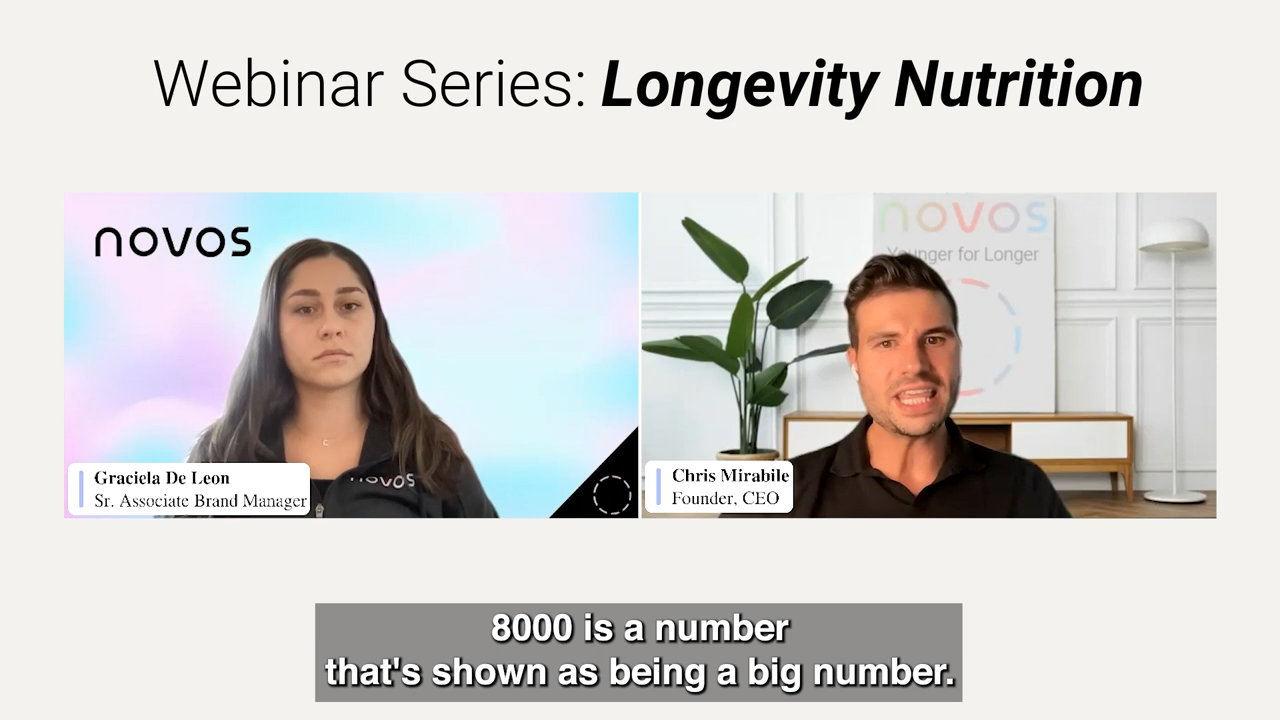 Webinar Series: Longevity Nutrition
novos
novos
Younger for Longer
novos
Graciela De Leon
Sr. Associate Brand Manager
Chris Mirabile
Founder, CEO
8000 is a number
that's shown as being a big number.